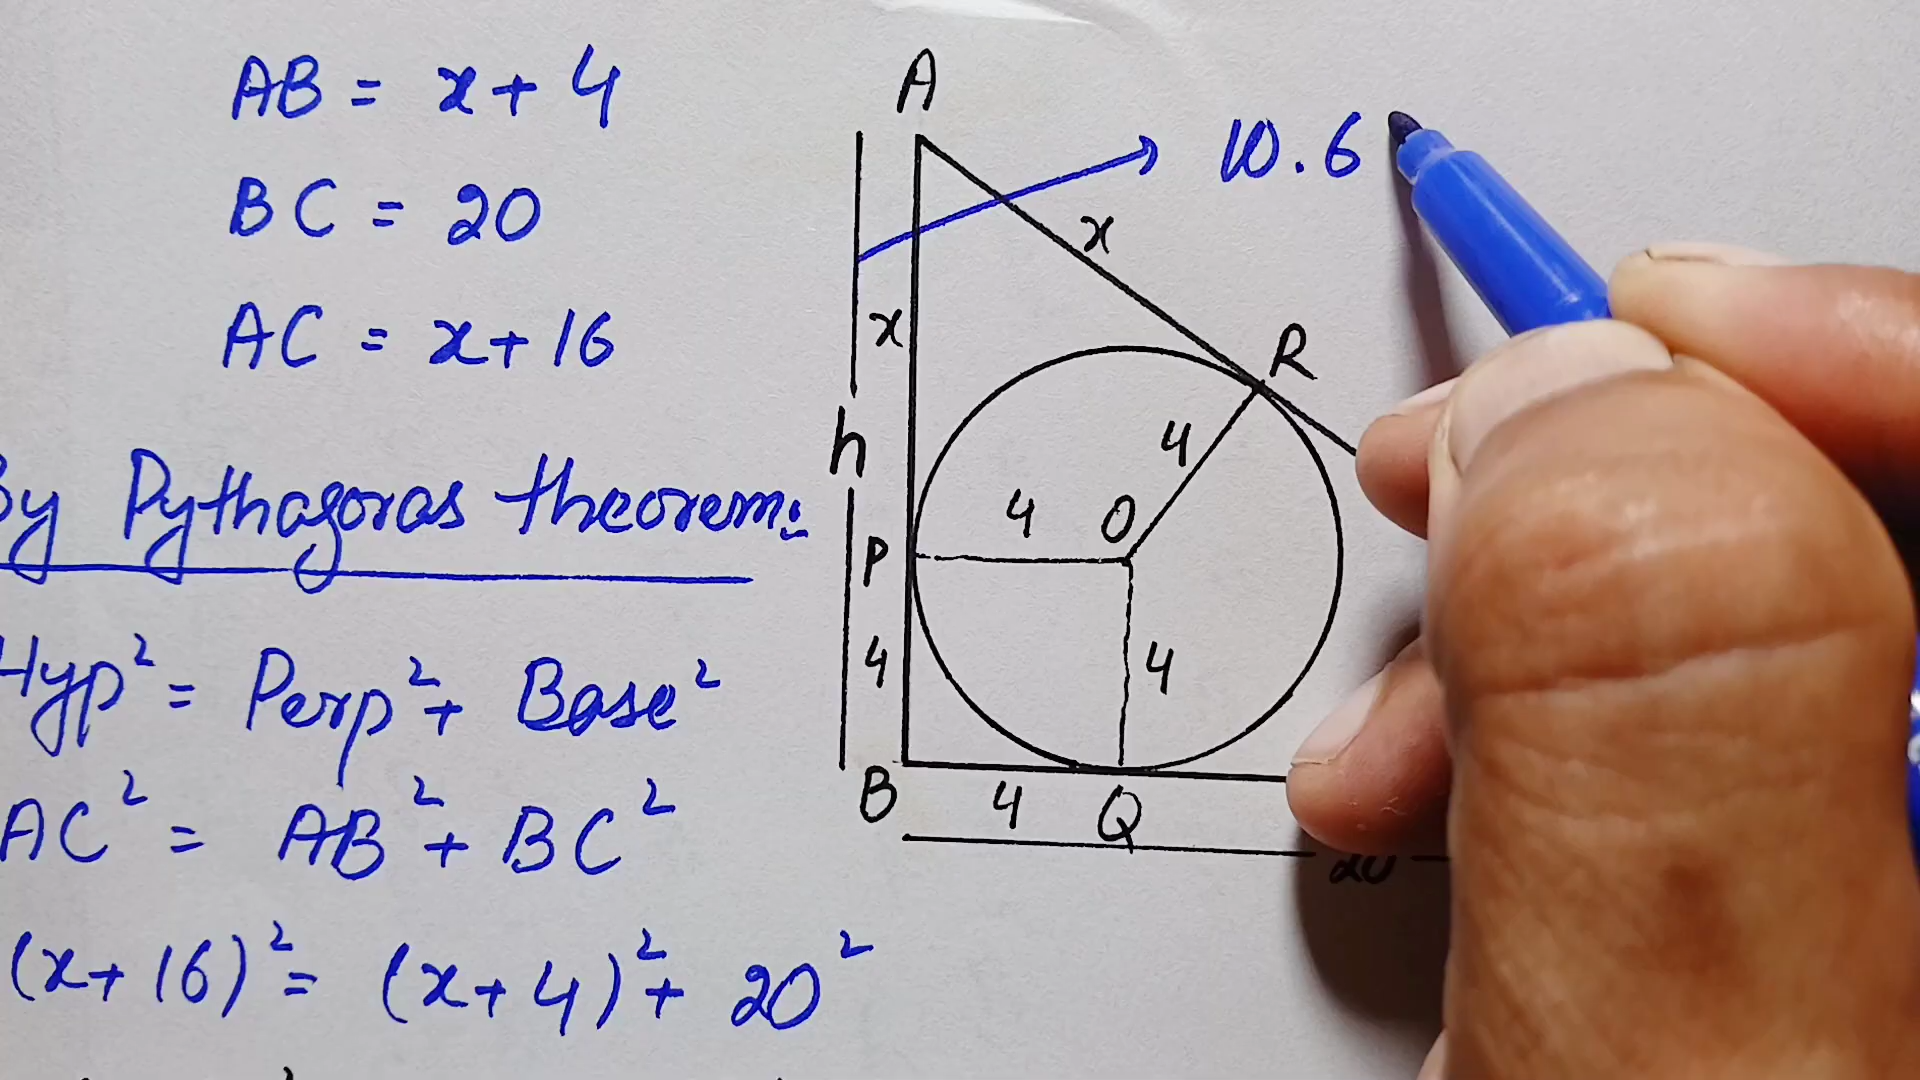 AB = x + 4
BC = 20
AC = x + 16
By Pythagoras theorem:
Hyp² = Perp² + Base²
AC² = AB² + BC²
(x + 16)² = (x + 4)² + 20²
A
10.6
x
x
R
h
4
4
O
P
4
4
B
4
Q
20